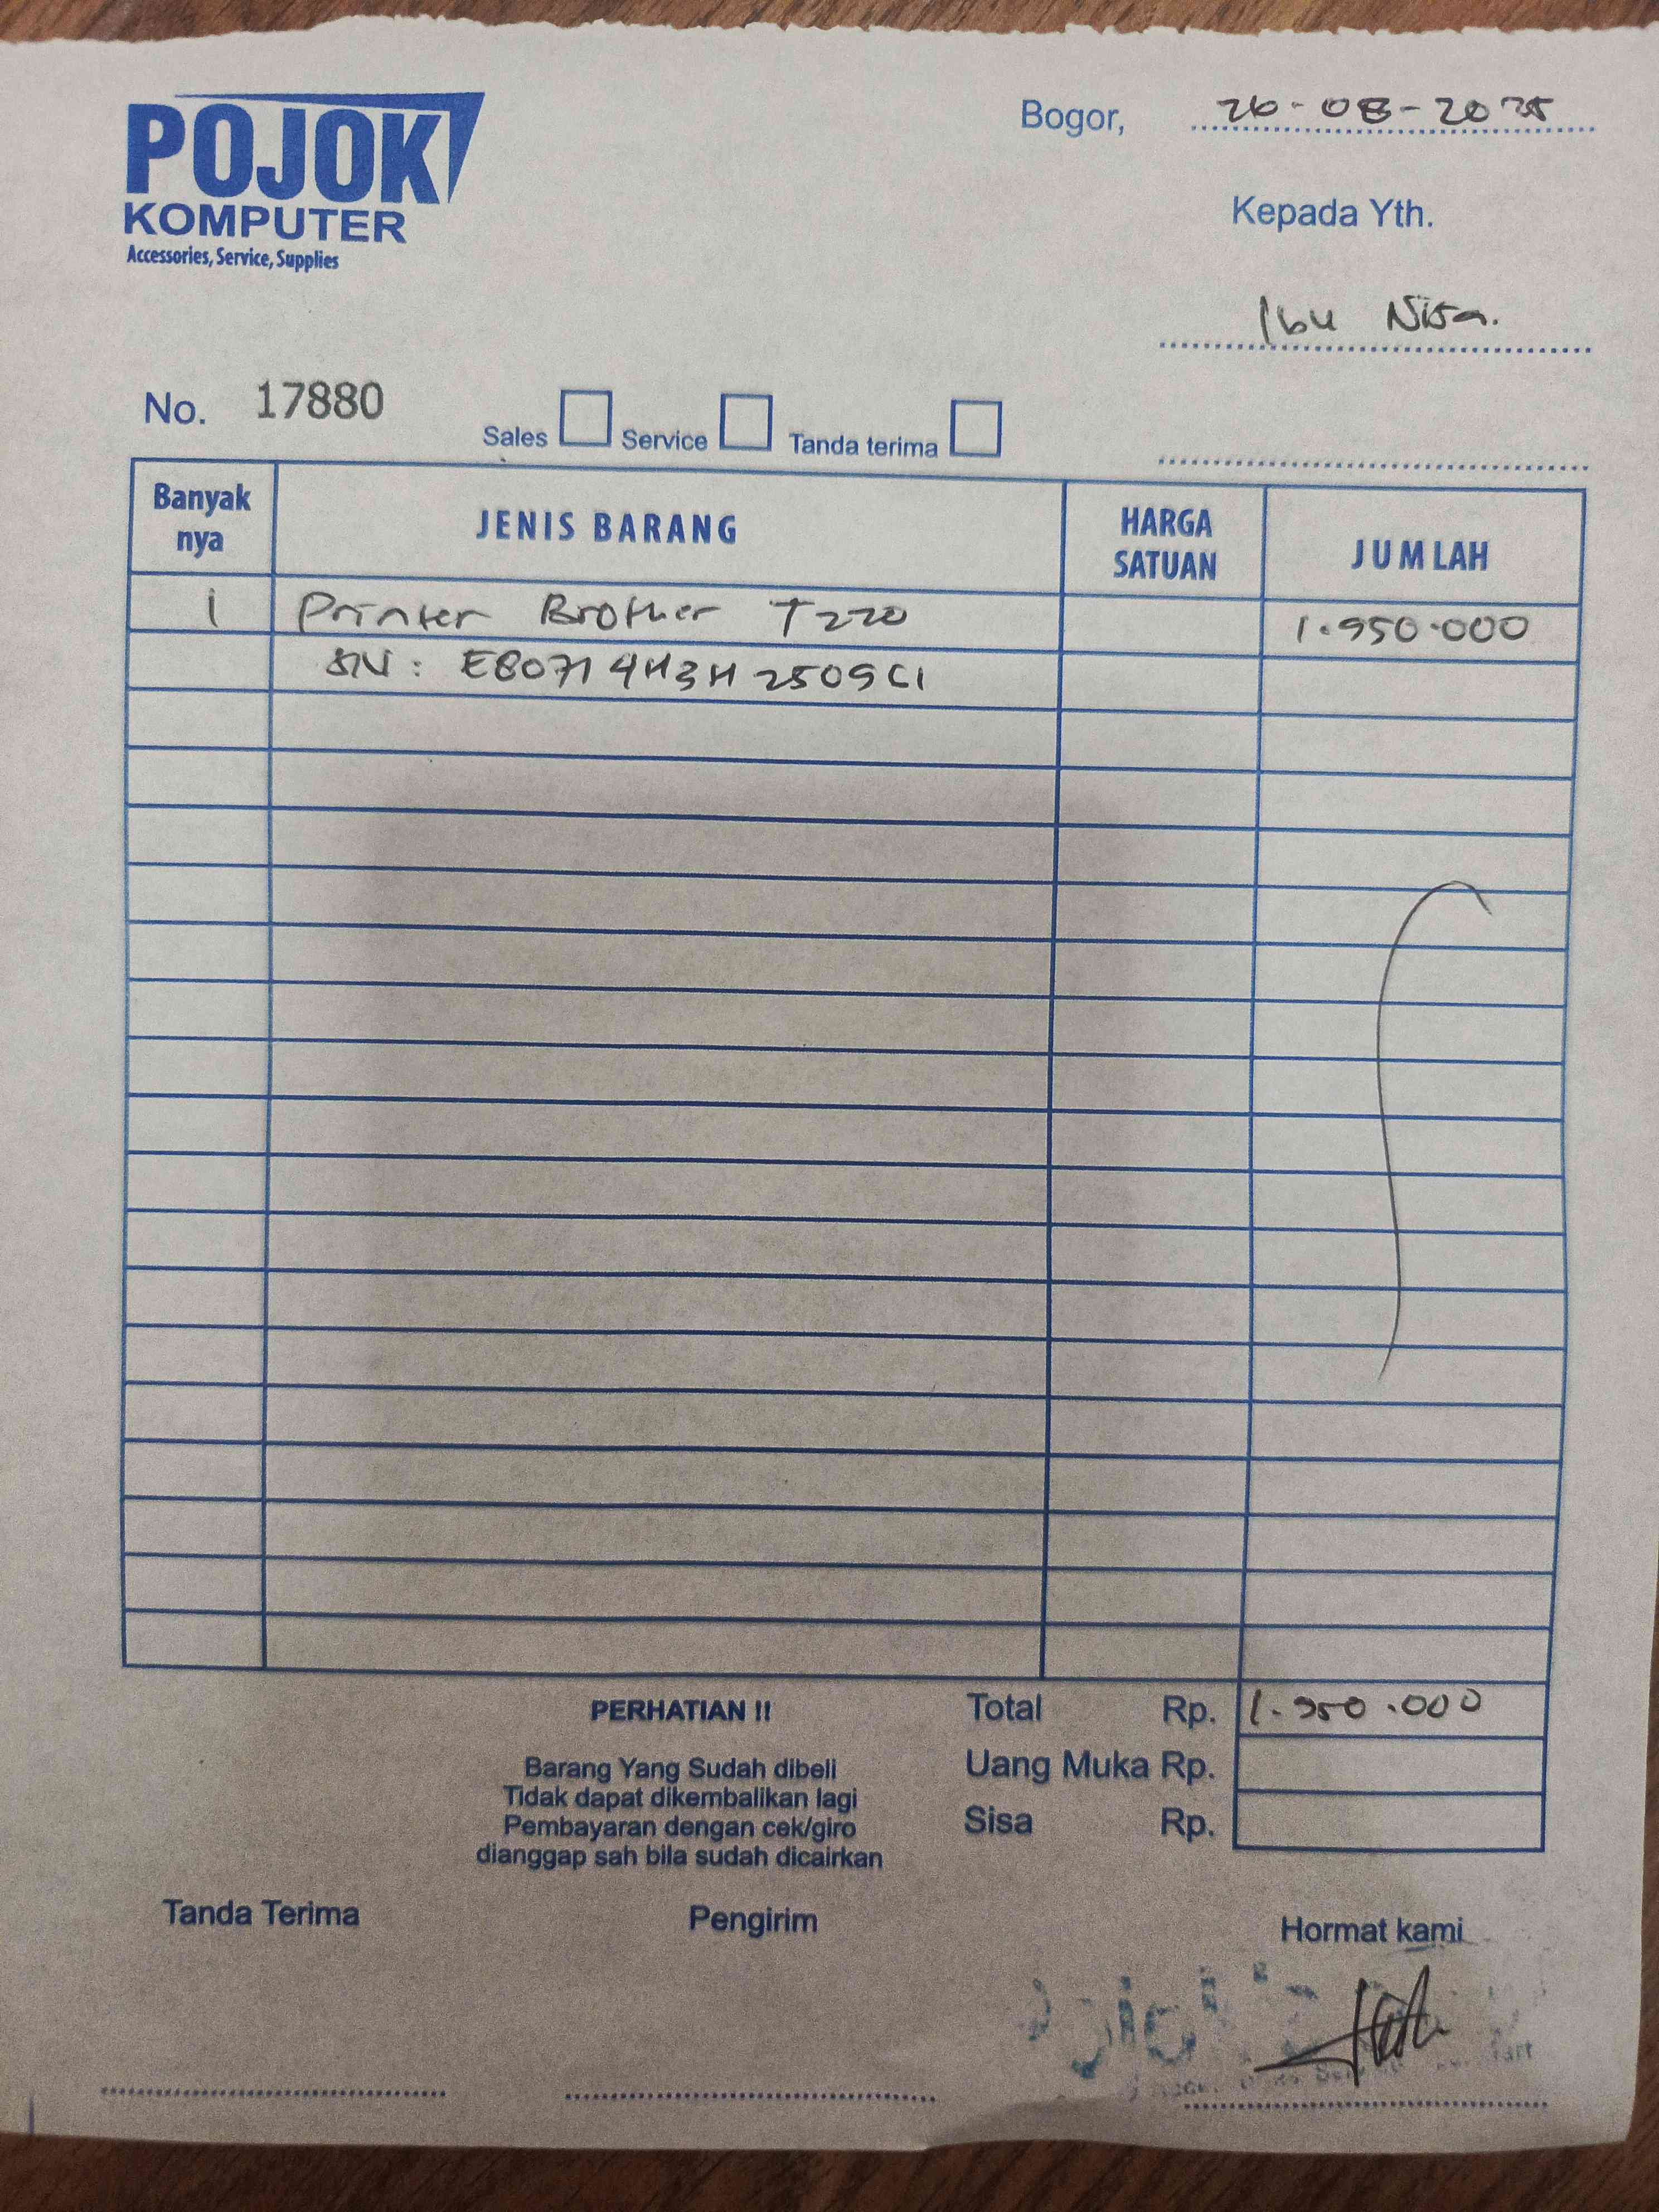 POJOK
KOMPUTER
Accessories, Service, Supplies
Bogor, 26-08-2025
Kepada Yth.
Ibu Nisa.
No. 17880
Sales Service Tanda terima
Banyak nya JENIS BARANG HARGA SATUAN JUMLAH
1 Printer Brother T220 1.950.000
SN: E80714H3H250951
PERHATIAN !!
Barang Yang Sudah dibeli
Tidak dapat dikembalikan lagi
Pembayaran dengan cek/giro
dianggap sah bila sudah dicairkan
Total Rp. 1.950.000
Uang Muka Rp.
Sisa Rp.
Tanda Terima Pengirim Hormat kami